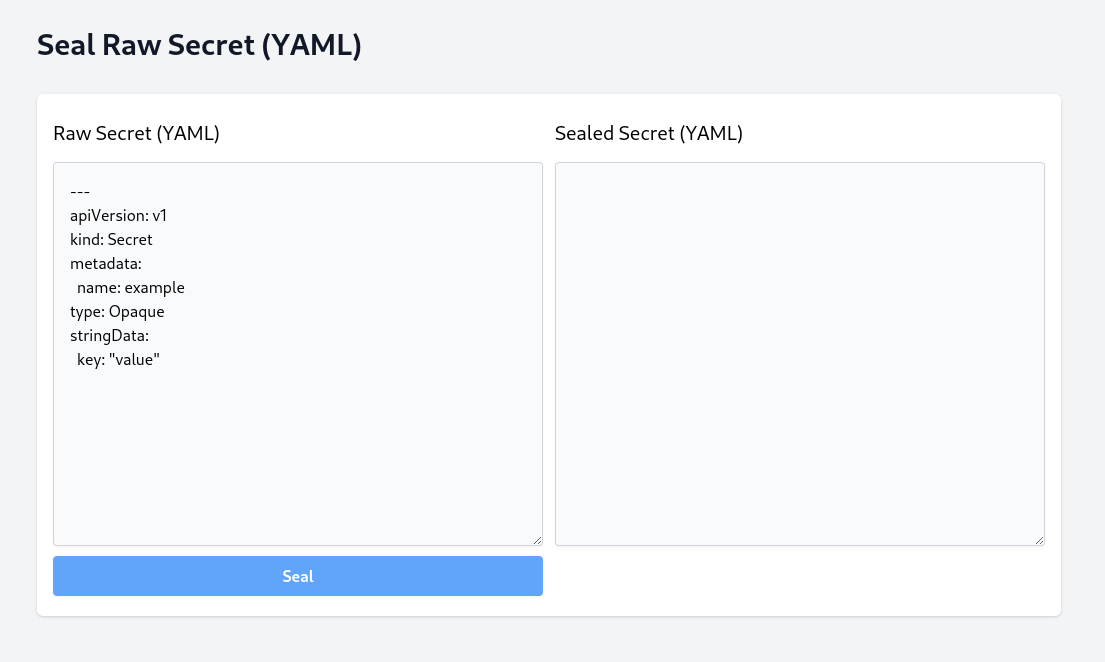 Seal Raw Secret (YAML)
Raw Secret (YAML)
---
apiVersion: v1
kind: Secret
metadata:
  name: example
type: Opaque
stringData:
  key: "value"
Seal
Sealed Secret (YAML)